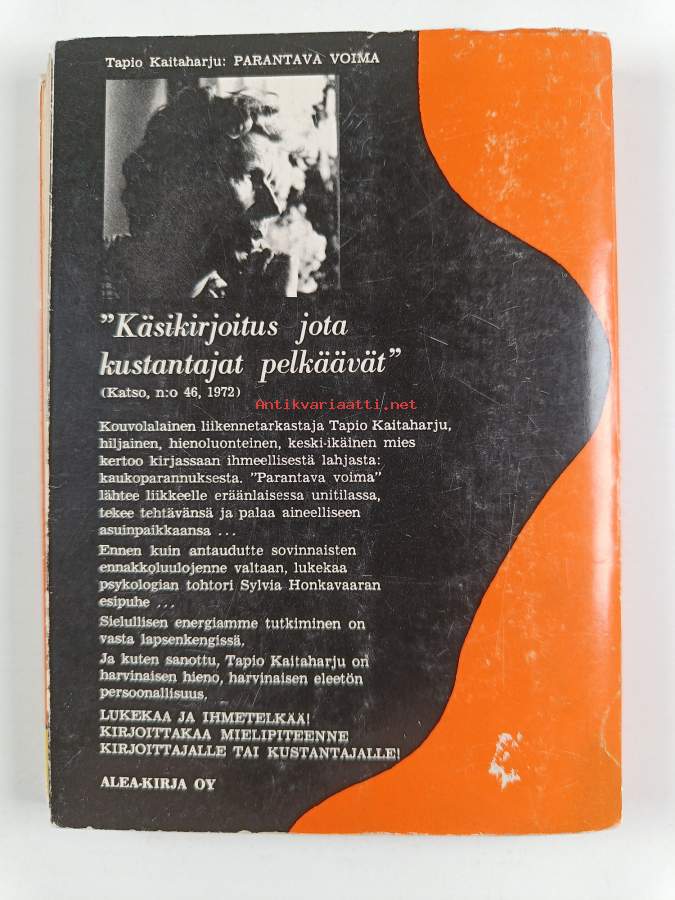 Tapio Kaitaharju: PARANTAVA VOIMA
”Käsikirjoitus jota
kustantajat pelkäävät”
(Katso, n:o 46, 1972)
Antikvariaatti.net
Kouvolalainen liikennetarkastaja Tapio Kaitaharju,
hiljainen, hienoluonteinen, keski-ikäinen mies
kertoo kirjassaan ihmeellisestä lahjasta:
kaukoparannuksesta. ”Parantava voima”
lähtee liikkeelle eräänlaisessa unitilassa,
tekee tehtävänsä ja palaa aineelliseen
asuinpaikkaansa ...
Ennen kuin antaudutte sovinnaisten
ennakkoluulojenne valtaan, lukekaa
psykologian tohtori Sylvia Honkavaaran
esipuhe ...
Sielullisen energiamme tutkiminen on
vasta lapsenkengissä.
Ja kuten sanottu, Tapio Kaitaharju on
harvinaisen hieno, harvinaisen eleetön
persoonallisuus.
LUKEKAA JA IHMETELKÄÄ!
KIRJOITTAKAA MIELIPITEENNE
KIRJOITTAJALLE TAI KUSTANTAJALLE!
ALEA-KIRJA OY